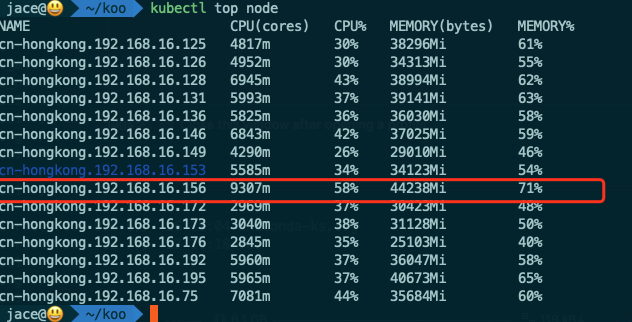 jace@😃 ~/koo kubectl top node
NAME CPU(cores) CPU% MEMORY(bytes) MEMORY%
cn-hongkong.192.168.16.125 4817m 30% 38296Mi 61%
cn-hongkong.192.168.16.126 4952m 30% 34313Mi 55%
cn-hongkong.192.168.16.128 6945m 43% 38994Mi 62%
cn-hongkong.192.168.16.131 5993m 37% 39141Mi 63%
cn-hongkong.192.168.16.136 5825m 36% 36030Mi 58%
cn-hongkong.192.168.16.146 6843m 42% 37025Mi 59%
cn-hongkong.192.168.16.149 4290m 26% 29010Mi 46%
cn-hongkong.192.168.16.153 5585m 34% 34123Mi 54%
cn-hongkong.192.168.16.156 9307m 58% 44238Mi 71%
cn-hongkong.192.168.16.172 2969m 37% 30423Mi 48%
cn-hongkong.192.168.16.173 3040m 38% 31128Mi 50%
cn-hongkong.192.168.16.176 2845m 35% 25103Mi 40%
cn-hongkong.192.168.16.192 5960m 37% 36047Mi 58%
cn-hongkong.192.168.16.195 5965m 37% 40673Mi 65%
cn-hongkong.192.168.16.75 7081m 44% 35684Mi 60%
jace@😃 ~/koo